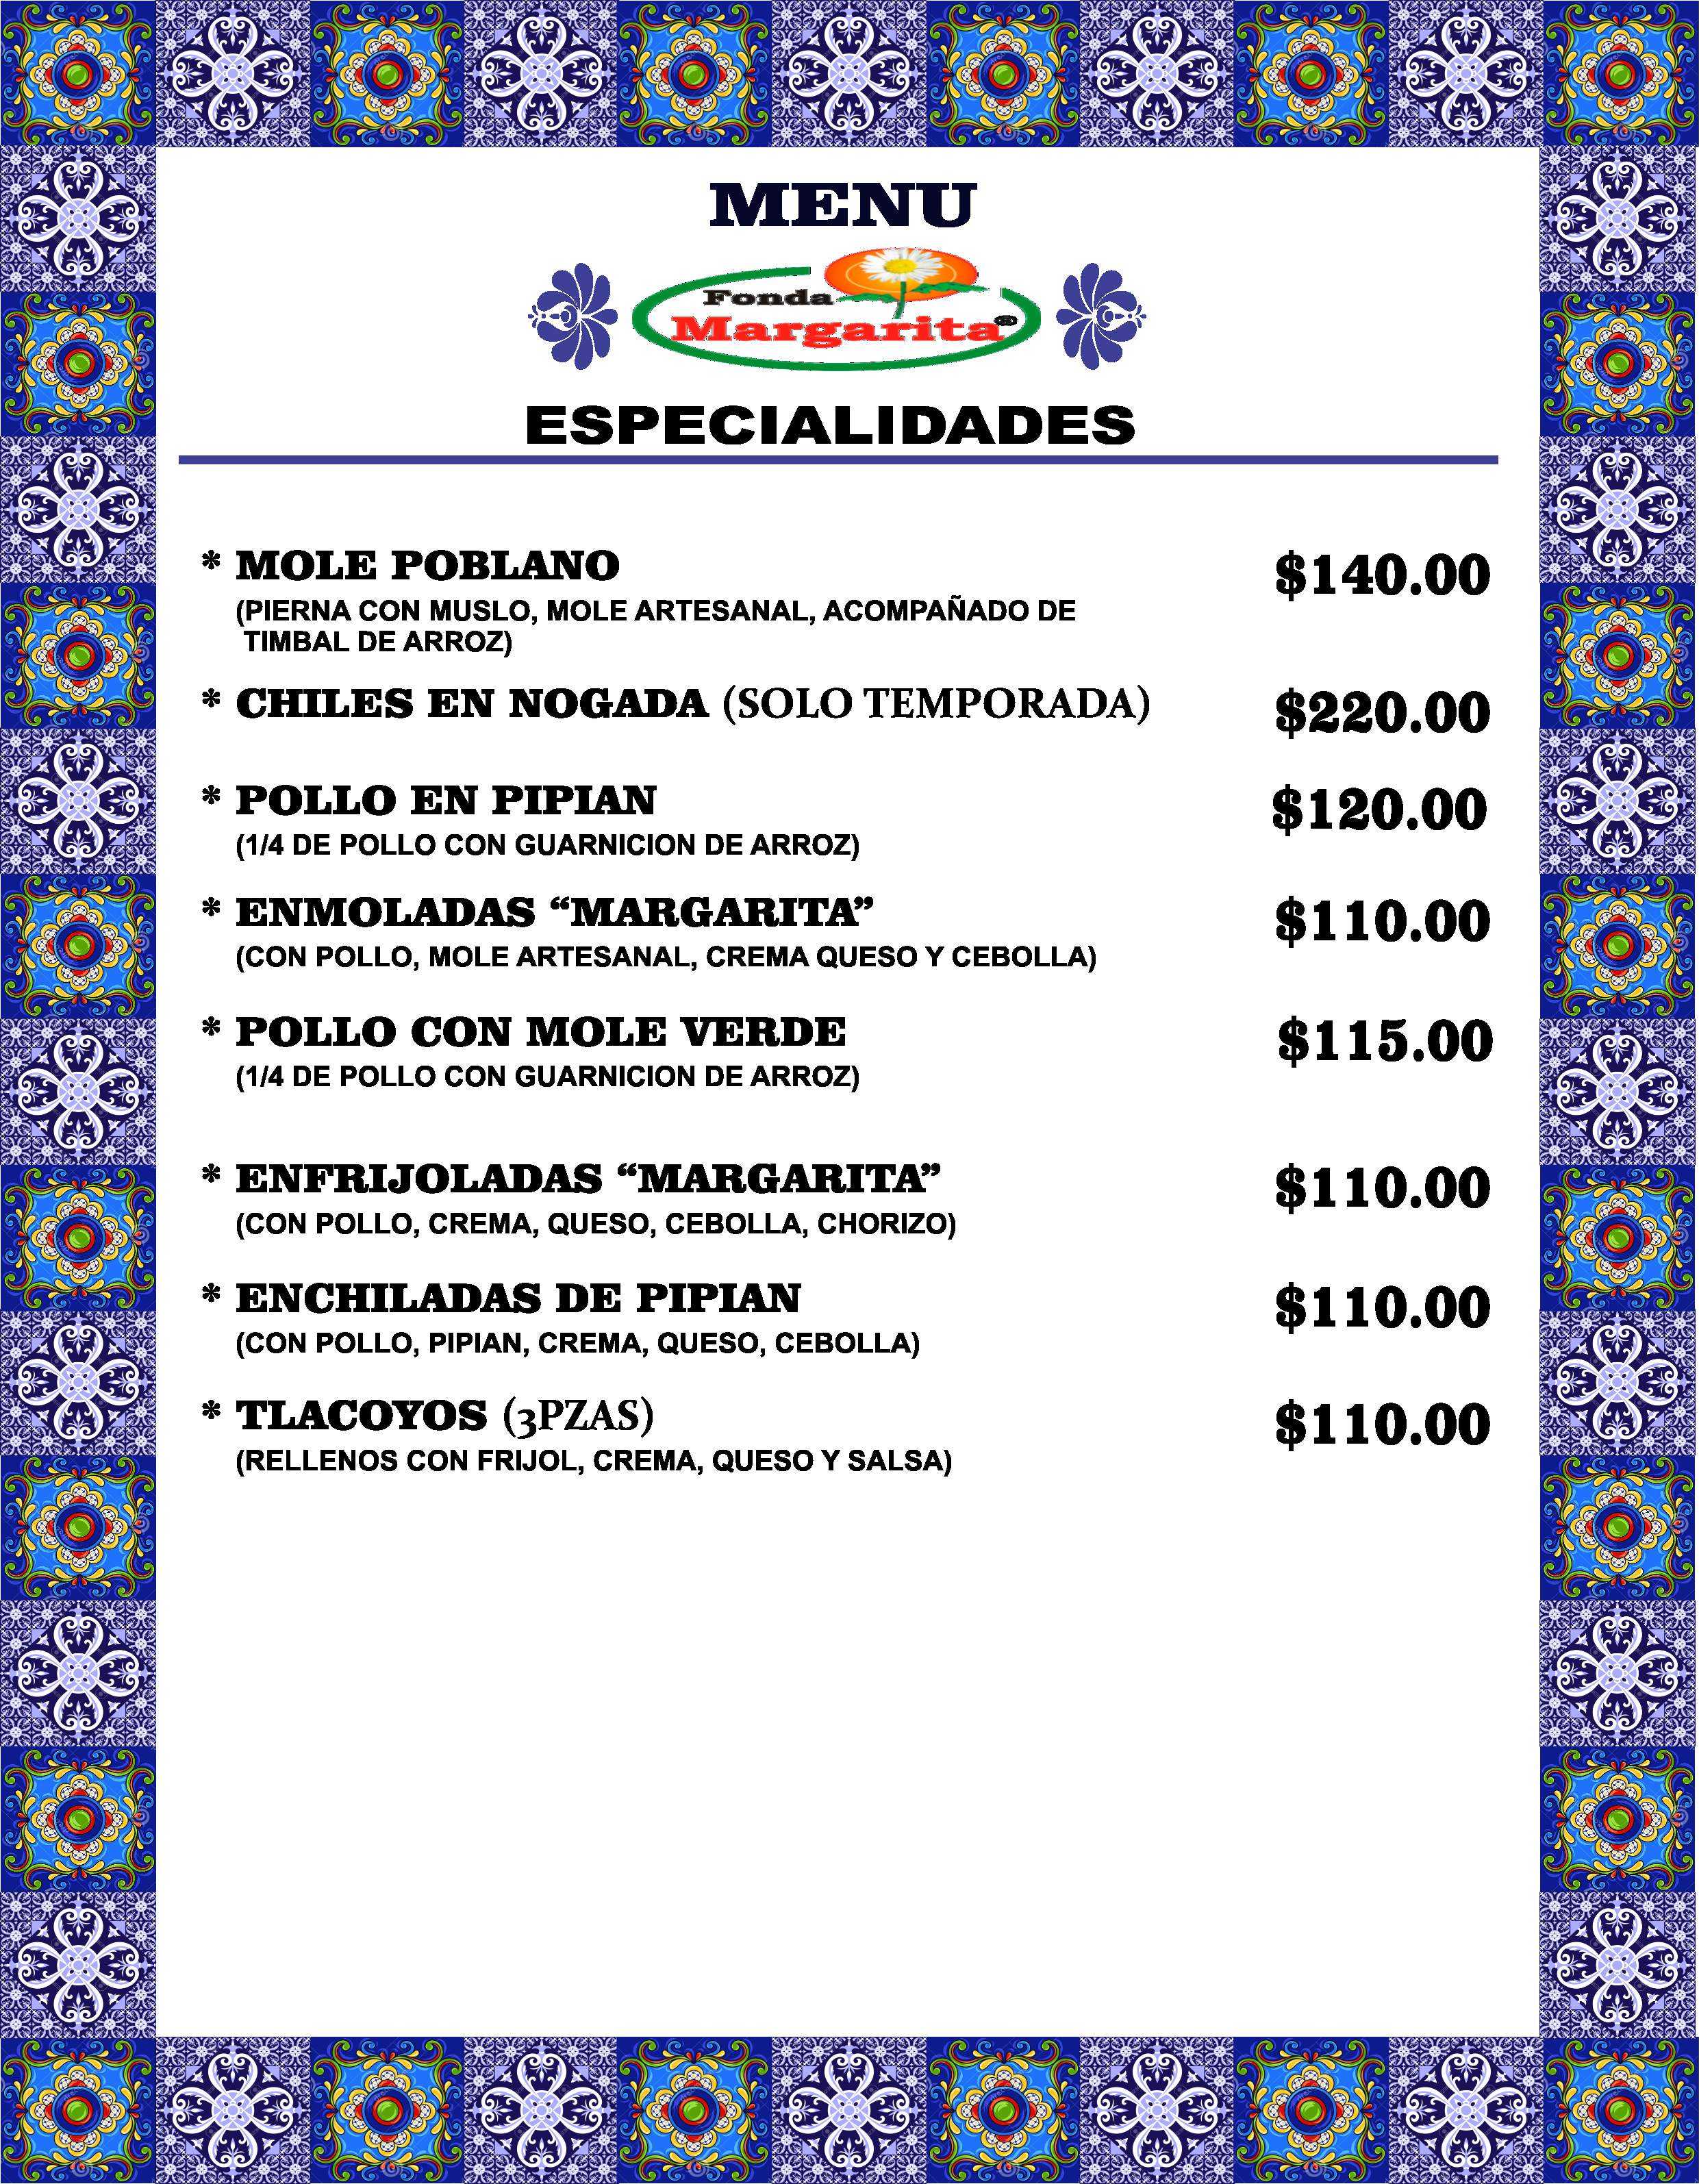 MENU
Fonda
Margarita®
ESPECIALIDADES
* MOLE POBLANO $140.00
(PIERNA CON MUSLO, MOLE ARTESANAL, ACOMPAÑADO DE
TIMBAL DE ARROZ)
* CHILES EN NOGADA (SOLO TEMPORADA) $220.00
* POLLO EN PIPIAN $120.00
(1/4 DE POLLO CON GUARNICION DE ARROZ)
* ENMOLADAS “MARGARITA” $110.00
(CON POLLO, MOLE ARTESANAL, CREMA QUESO Y CEBOLLA)
* POLLO CON MOLE VERDE $115.00
(1/4 DE POLLO CON GUARNICION DE ARROZ)
* ENFRIJOLADAS “MARGARITA” $110.00
(CON POLLO, CREMA, QUESO, CEBOLLA, CHORIZO)
* ENCHILADAS DE PIPIAN $110.00
(CON POLLO, PIPIAN, CREMA, QUESO, CEBOLLA)
* TLACOYOS (3PZAS) $110.00
(RELLENOS CON FRIJOL, CREMA, QUESO Y SALSA)